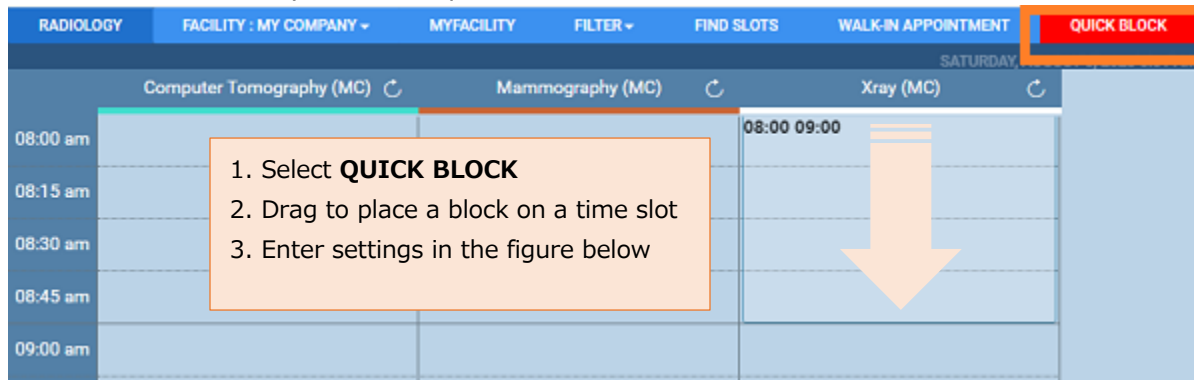 RADIOLOGY FACILITY : MY COMPANY MYFACILITY FILTER FIND SLOTS WALK-IN APPOINTMENT QUICK BLOCK
SATURDAY,
Computer Tomography (MC) Mammography (MC) Xray (MC)
08:00 am
08:00 09:00
1. Select QUICK BLOCK
08:15 am
2. Drag to place a block on a time slot
08:30 am
3. Enter settings in the figure below
08:45 am
09:00 am